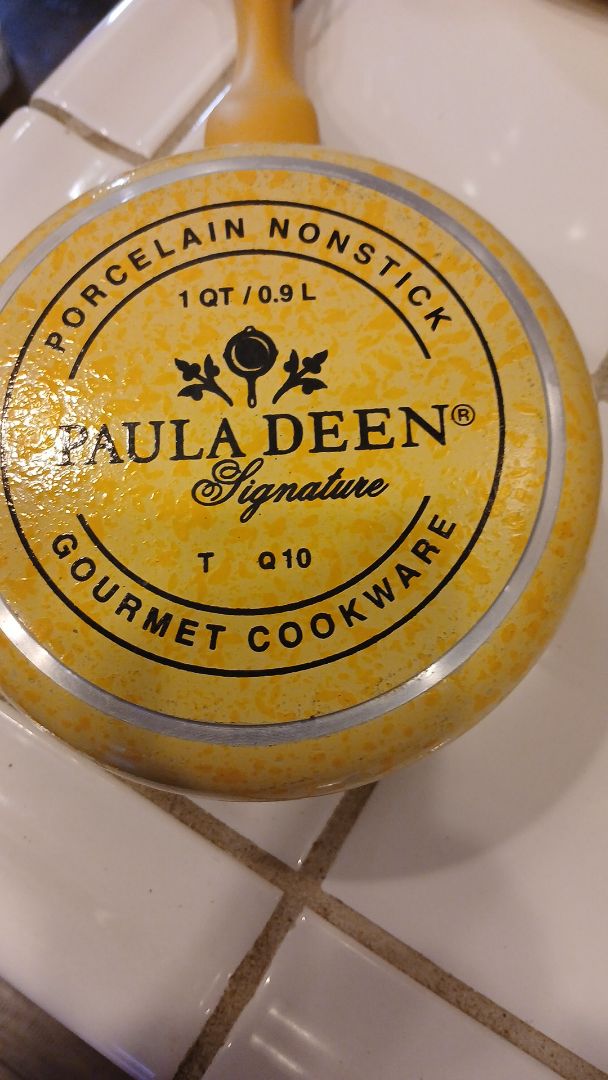 PORCELAIN NONSTICK
1 QT / 0.9 L
PAULA DEEN®
Signature
T Q10
GOURMET COOKWARE